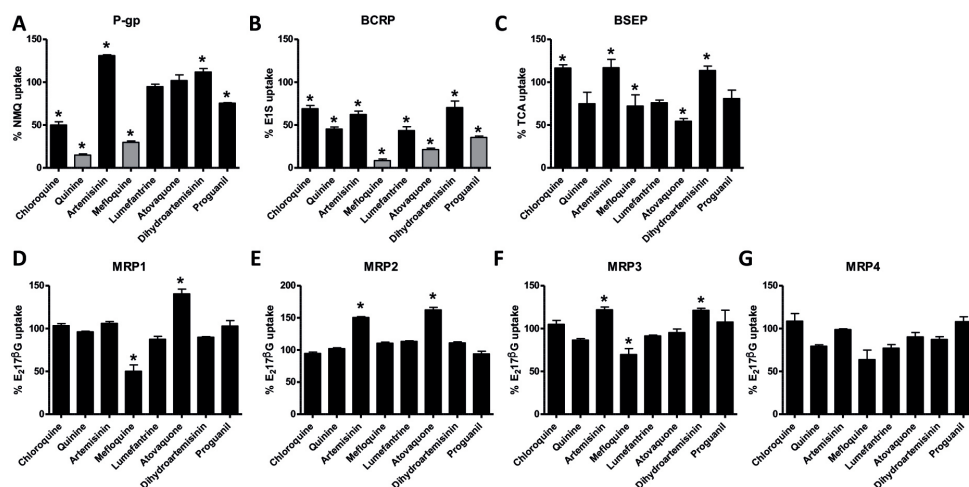 A
P-gp
% NMQ uptake
150
100
50
0
*
*
*
*
*
*
Chloroquine
Quinine
Artemisinin
Mefloquine
Lumefantrine
Atovaquone
Dihydroartemisinin
Proguanil
B
BCRP
% E1S uptake
150
100
50
0
*
*
*
*
*
*
*
*
Chloroquine
Quinine
Artemisinin
Mefloquine
Lumefantrine
Atovaquone
Dihydroartemisinin
Proguanil
C
BSEP
% TCA uptake
150
100
50
0
*
*
*
*
*
Chloroquine
Quinine
Artemisinin
Mefloquine
Lumefantrine
Atovaquone
Dihydroartemisinin
Proguanil
D
MRP1
% E₂17βG uptake
150
100
50
0
*
*
Chloroquine
Quinine
Artemisinin
Mefloquine
Lumefantrine
Atovaquone
Dihydroartemisinin
Proguanil
E
MRP2
% E₂17βG uptake
200
150
100
50
0
*
*
Chloroquine
Quinine
Artemisinin
Mefloquine
Lumefantrine
Atovaquone
Dihydroartemisinin
Proguanil
F
MRP3
% E₂17βG uptake
150
100
50
0
*
*
*
Chloroquine
Quinine
Artemisinin
Mefloquine
Lumefantrine
Atovaquone
Dihydroartemisinin
Proguanil
G
MRP4
% E₂17βG uptake
150
100
50
0
Chloroquine
Quinine
Artemisinin
Mefloquine
Lumefantrine
Atovaquone
Dihydroartemisinin
Proguanil